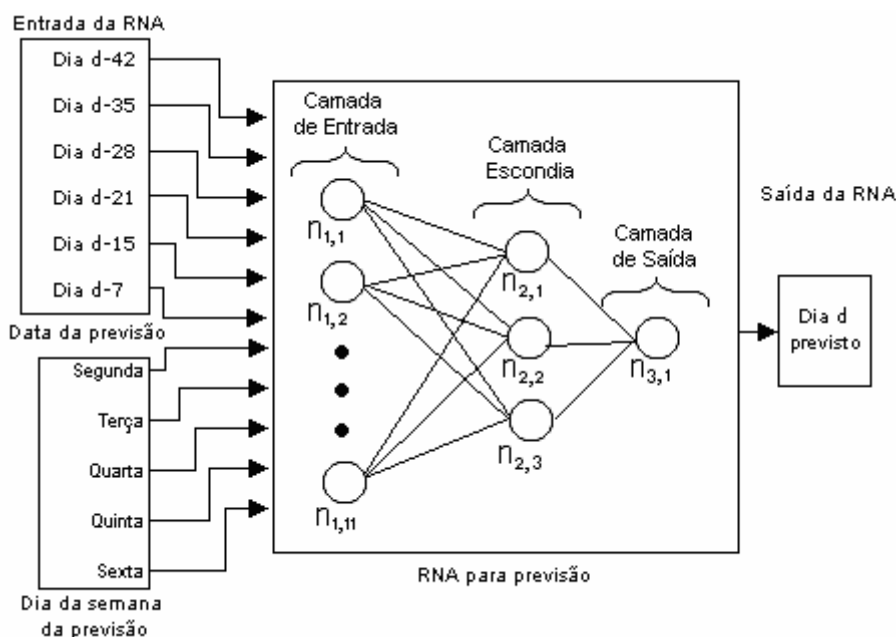 Entrada da RNA
Dia d-42
Dia d-35
Dia d-28
Dia d-21
Dia d-15
Dia d-7
Data da previsão
Segunda
Terça
Quarta
Quinta
Sexta
Dia da semana
da previsão
Camada
de Entrada
n1,1
n1,2
n1,11
Camada
Escondia
n2,1
n2,2
n2,3
Camada
de Saída
n3,1
RNA para previsão
Saída da RNA
Dia d
previsto